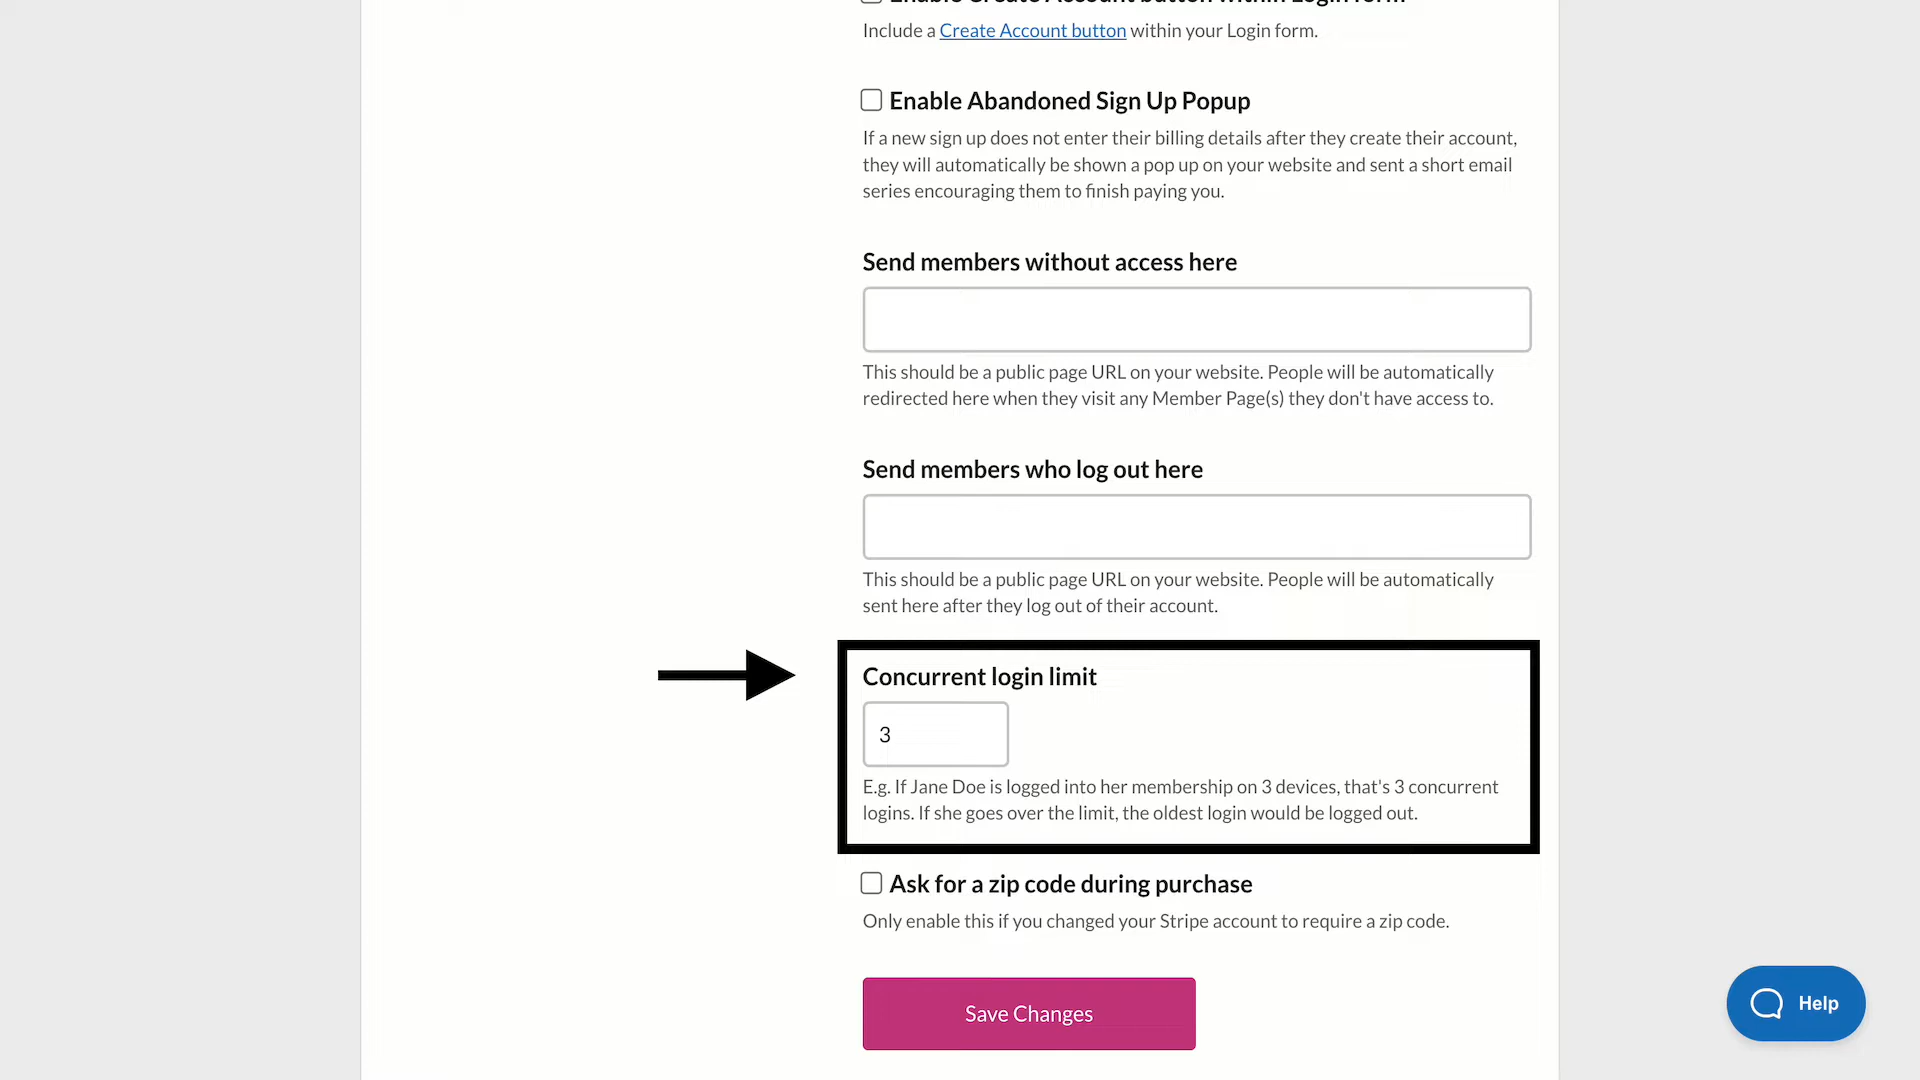 Enable Create Account button within Login form
Include a Create Account button within your Login form.
Enable Abandoned Sign Up Popup
If a new sign up does not enter their billing details after they create their account,
they will automatically be shown a pop up on your website and sent a short email
series encouraging them to finish paying you.
Send members without access here
This should be a public page URL on your website. People will be automatically
redirected here when they visit any Member Page(s) they don't have access to.
Send members who log out here
This should be a public page URL on your website. People will be automatically
sent here after they log out of their account.
Concurrent login limit
3
E.g. If Jane Doe is logged into her membership on 3 devices, that's 3 concurrent
logins. If she goes over the limit, the oldest login would be logged out.
Ask for a zip code during purchase
Only enable this if you changed your Stripe account to require a zip code.
Save Changes
Help